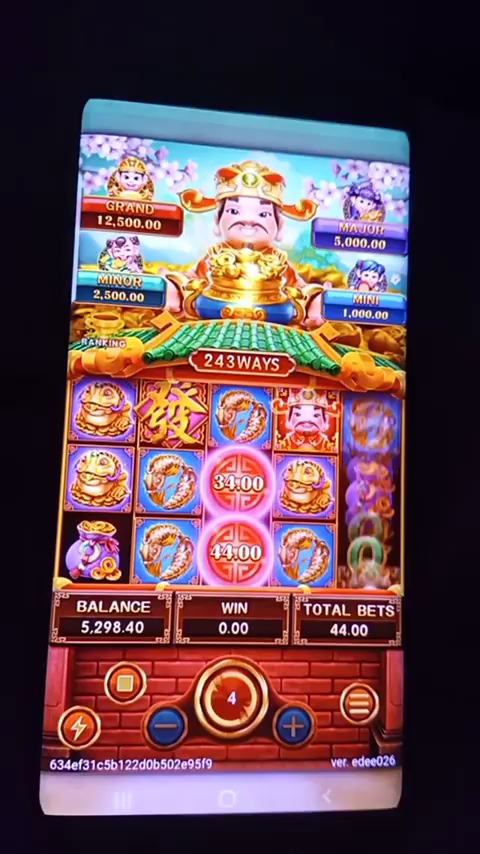 GRAND
12,500.00
MAJOR
5,000.00
MINOR
2,500.00
MINI
1,000.00
RANKING
243WAYS
發
34.00
44.00
BALANCE
5,298.40
WIN
0.00
TOTAL BETS
44.00
4
634ef31c5b122d0b502e95f9
ver. edee026